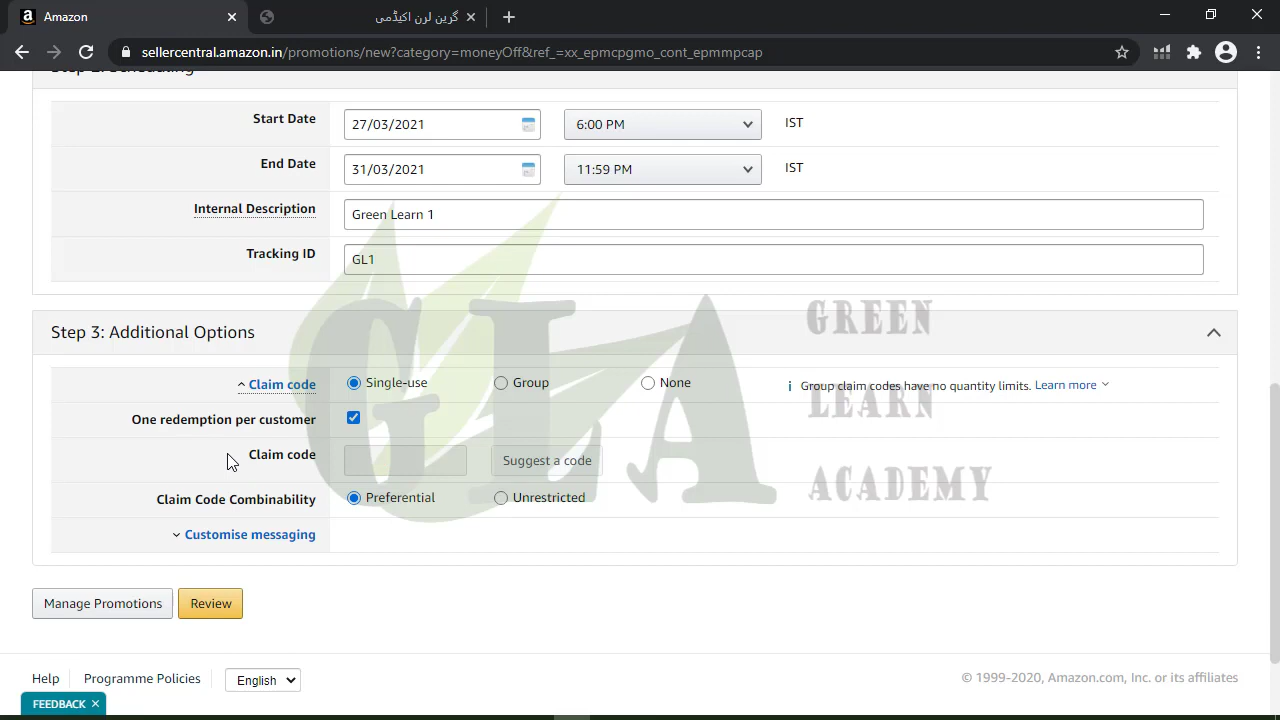 Amazon
گرین لرن اکیڈمی
sellercentral.amazon.in/promotions/new?category=moneyOff&ref_=xx_epmcpgmo_cont_epmmpcap
Step 2: Scheduling
Start Date 27/03/2021 6:00 PM IST
End Date 31/03/2021 11:59 PM IST
Internal Description Green Learn 1
Tracking ID GL1
Step 3: Additional Options
Claim code Single-use Group None i Group claim codes have no quantity limits. Learn more
One redemption per customer
Claim code Suggest a code
Claim Code Combinability Preferential Unrestricted
Customise messaging
GLA
GREEN
LEARN
ACADEMY
Manage Promotions Review
Help Programme Policies English © 1999-2020, Amazon.com, Inc. or its affiliates
FEEDBACK ×